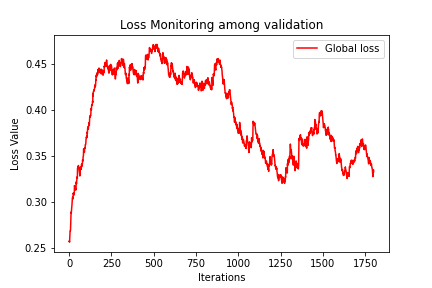 Loss Monitoring among validation
Global loss
Loss Value
0.45
0.40
0.35
0.30
0.25
0 250 500 750 1000 1250 1500 1750
Iterations